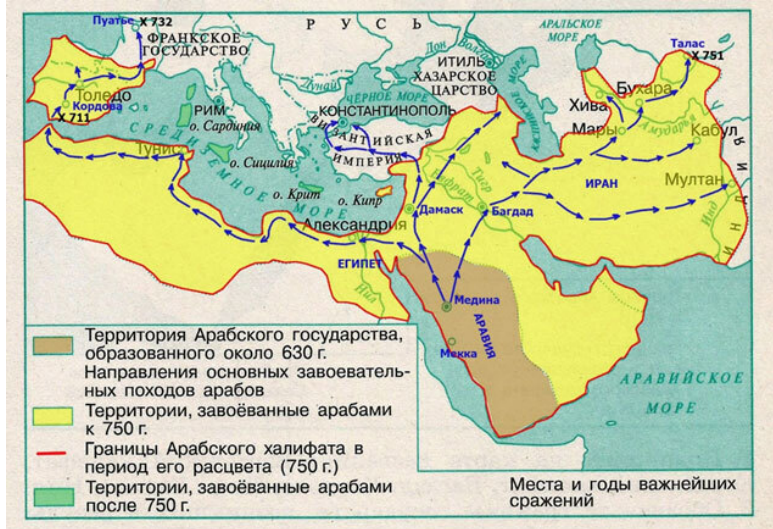 Пуатье X 732
РУСЬ
АРАЛЬСКОЕ
МОРЕ
Талас
X 751
ФРАНКСКОЕ
ГОСУДАРСТВО
Дон
Волга
ИТИЛЬ
ХАЗАРСКОЕ
ЦАРСТВО
Дунай
ЧЁРНОЕ МОРЕ
Толедо
Кордова
X 711
РИМ
о. Сардиния
КОНСТАНТИНОПОЛЬ
Хива
Бухара
Мары
Амударья
Кабул
СРЕДИЗЕМНОЕ МОРЕ
Тунис
о. Сицилия
ВИЗАНТИЙСКАЯ
ИМПЕРИЯ
о. Крит
о. Кипр
Тигр
Евфрат
ИРАН
Мултан
Инд
Александрия
Дамаск
Багдад
ЕГИПЕТ
Нил
Медина
АРАВИЯ
Мекка
АРАВИЙСКОЕ
МОРЕ
Территория Арабского государства,
образованного около 630 г.
Направления основных завоеватель-
ных походов арабов
Территории, завоёванные арабами
к 750 г.
Границы Арабского халифата в
период его расцвета (750 г.)
Территории, завоёванные арабами
после 750 г.
Места и годы важнейших
сражений